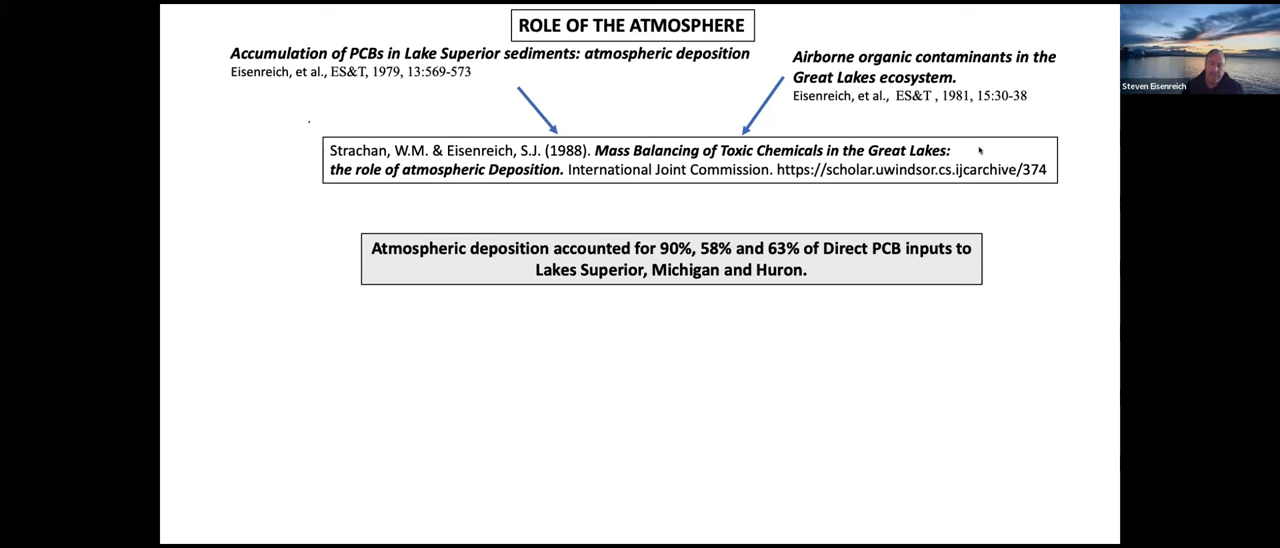 ROLE OF THE ATMOSPHERE
Accumulation of PCBs in Lake Superior sediments: atmospheric deposition
Eisenreich, et al., ES&T, 1979, 13:569-573
Airborne organic contaminants in the
Great Lakes ecosystem.
Eisenreich, et al., ES&T , 1981, 15:30-38
Strachan, W.M. & Eisenreich, S.J. (1988). Mass Balancing of Toxic Chemicals in the Great Lakes:
the role of atmospheric Deposition. International Joint Commission. https://scholar.uwindsor.cs.ijcarchive/374
Atmospheric deposition accounted for 90%, 58% and 63% of Direct PCB inputs to
Lakes Superior, Michigan and Huron.
Steven Eisenreich